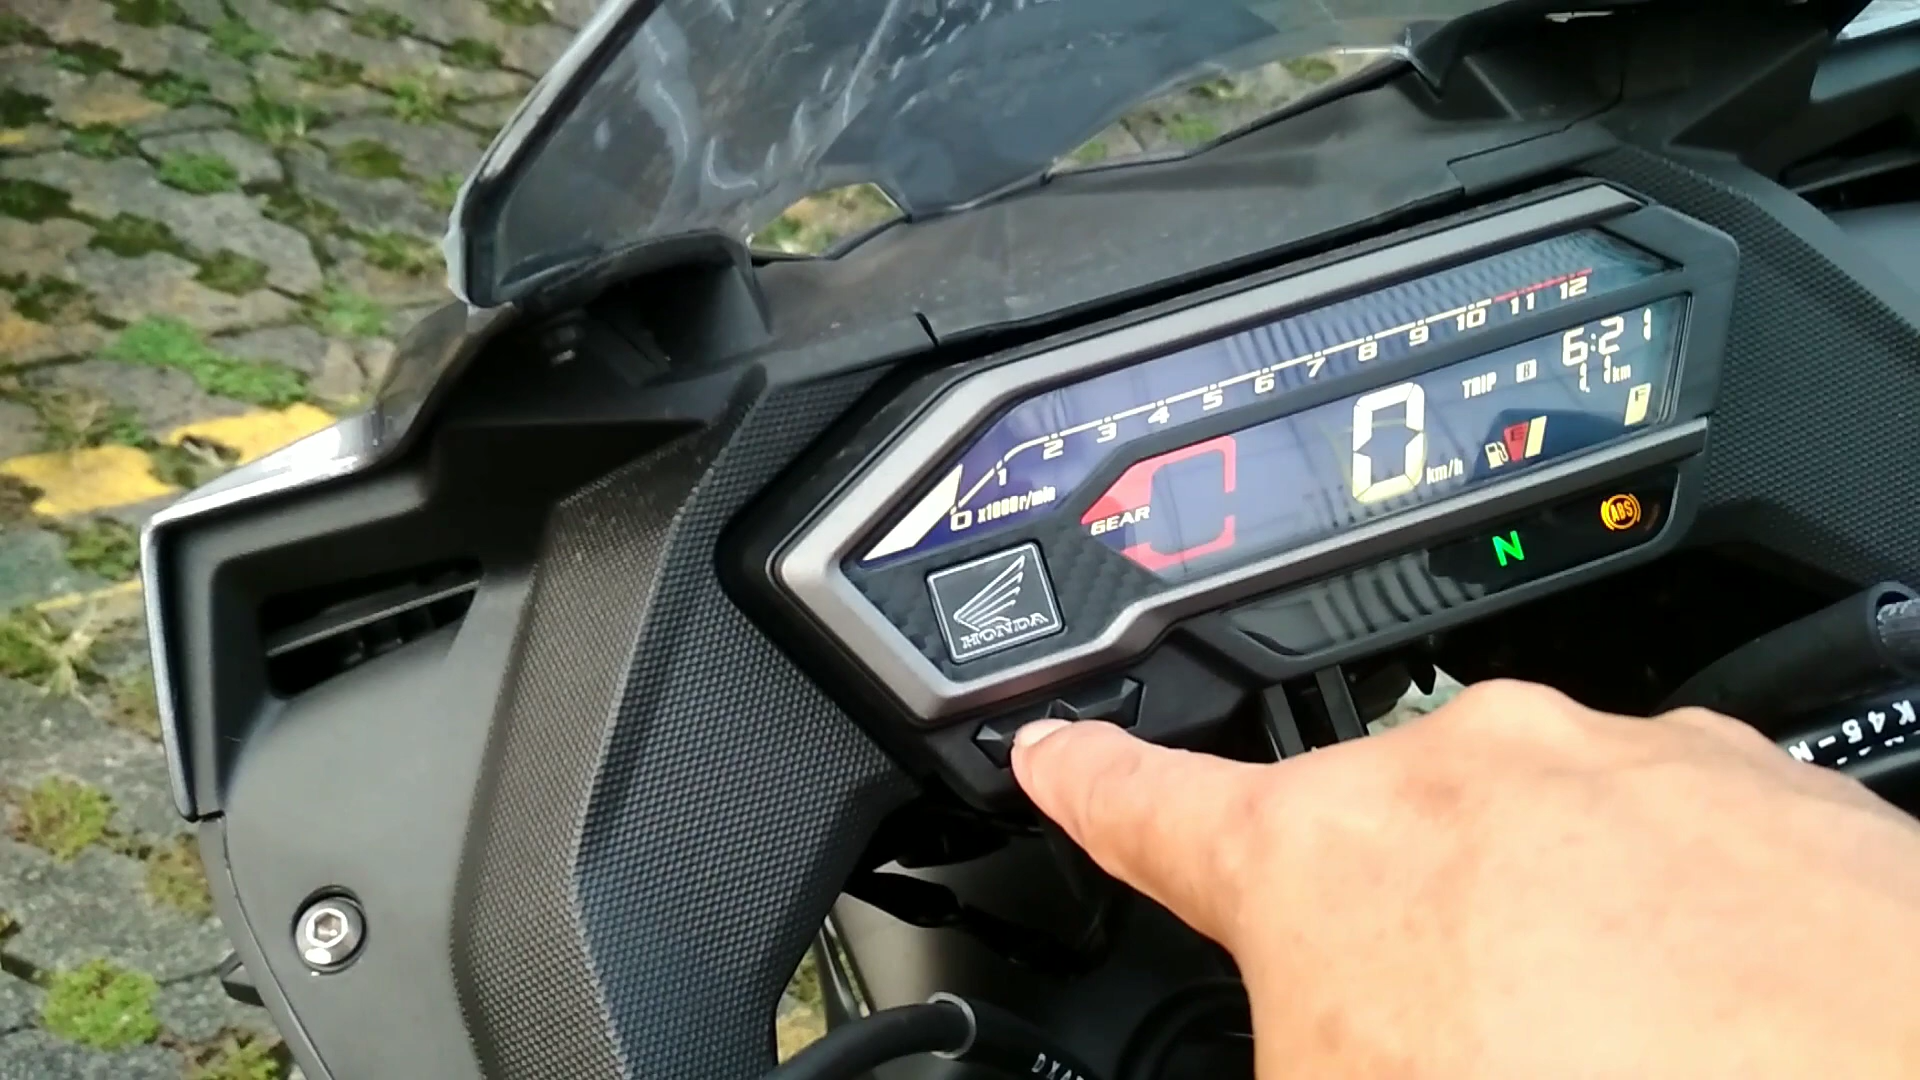 0 1 2 3 4 5 6 7 8 9 10 11 12
x1000r/min
GEAR
0 km/h
TRIP B
6:21
km
E
F
N
ABS
HONDA
K45-N